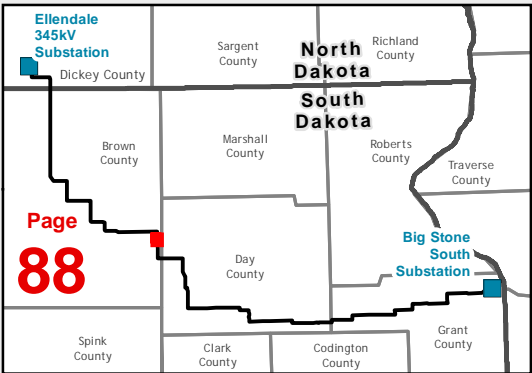 Ellendale
345kV
Substation
Dickey County
Sargent
County
Richland
County
North
Dakota
South
Dakota
Brown
County
Marshall
County
Roberts
County
Traverse
County
Page
88
Day
County
Big Stone
South
Substation
Grant
County
Spink
County
Clark
County
Codington
County